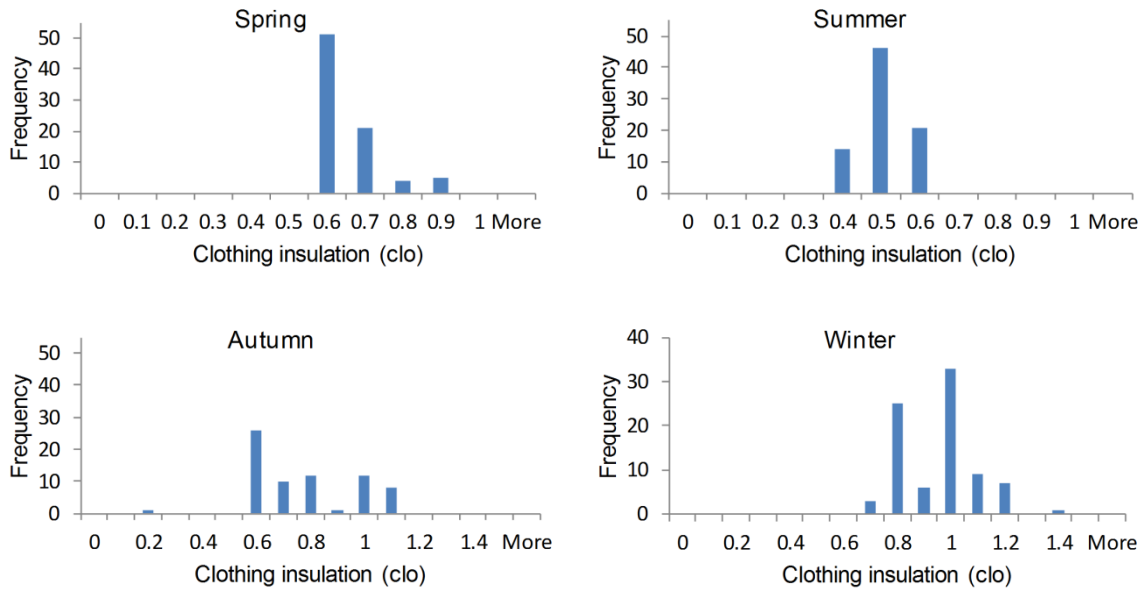 Spring
Frequency
50
40
30
20
10
0
0 0.1 0.2 0.3 0.4 0.5 0.6 0.7 0.8 0.9 1 More
Clothing insulation (clo)
Summer
Frequency
50
40
30
20
10
0
0 0.1 0.2 0.3 0.4 0.5 0.6 0.7 0.8 0.9 1 More
Clothing insulation (clo)
Autumn
Frequency
50
40
30
20
10
0
0 0.2 0.4 0.6 0.8 1 1.2 1.4 More
Clothing insulation (clo)
Winter
Frequency
40
30
20
10
0
0 0.2 0.4 0.6 0.8 1 1.2 1.4 More
Clothing insulation (clo)